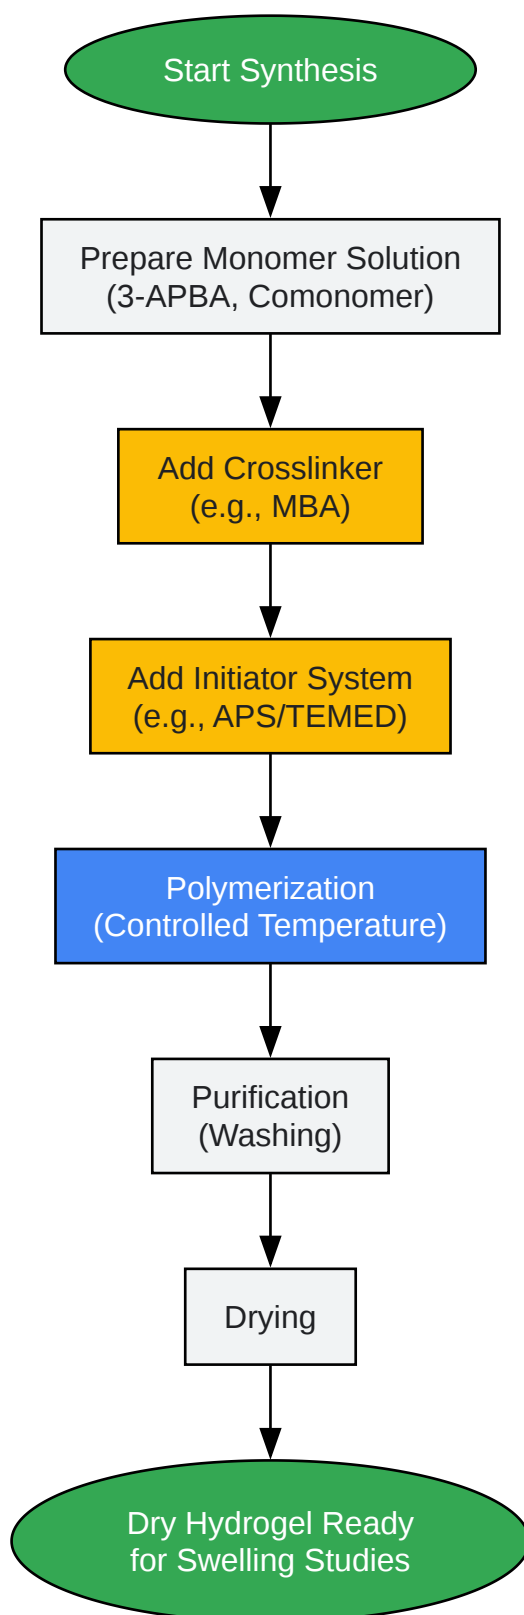 Start Synthesis
Prepare Monomer Solution
(3-APBA, Comonomer)
Add Crosslinker
(e.g., MBA)
Add Initiator System
(e.g., APS/TEMED)
Polymerization
(Controlled Temperature)
Purification
(Washing)
Drying
Dry Hydrogel Ready
for Swelling Studies